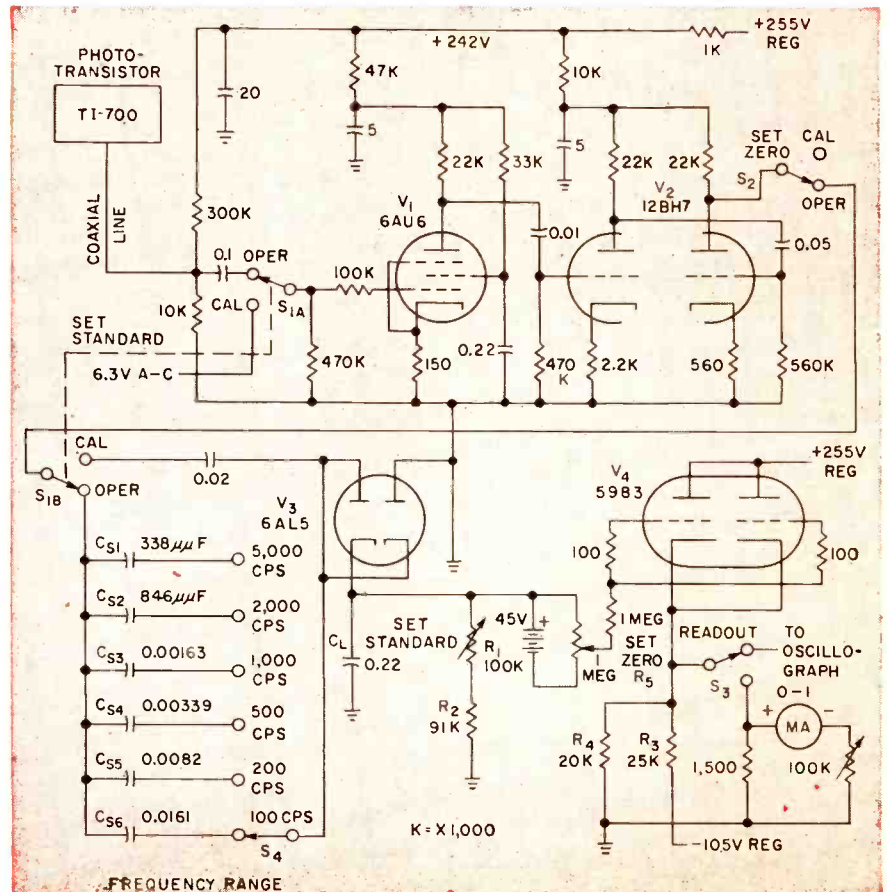 +255V
REG
1K
+242V
PHOTO-
TRANSISTOR
TI-700
COAXIAL
LINE
20
47K
10K
5
5
22K
33K
22K
22K
SET
ZERO
CAL
S2
OPER
V1
6AU6
V2
12BH7
300K
0.1
OPER
100K
0.01
0.05
CAL
S1A
10K
SET
STANDARD
6.3V A-C
470K
150
0.22
470
K
2.2K
560
560K
CAL
0.02
S1B
OPER
V3
6AL5
V4
5983
+255V
REG
CS1 338μμF
5,000
CPS
CS2 846μμF
2,000
CPS
CS3 0.00163
1,000
CPS
CS4 0.00339
500
CPS
CS5 0.0082
200
CPS
CS6 0.0161
100 CPS
S4
FREQUENCY RANGE
CL
0.22
SET
STANDARD
R1
100K
R2
91K
45V
+
1
MEG
100
100
1 MEG
SET
ZERO
R5
READOUT
TO
OSCILLO-
GRAPH
S3
0-1
+ MA -
R4
20K
R3
25K
1,500
100K
K = X 1,000
-105V REG